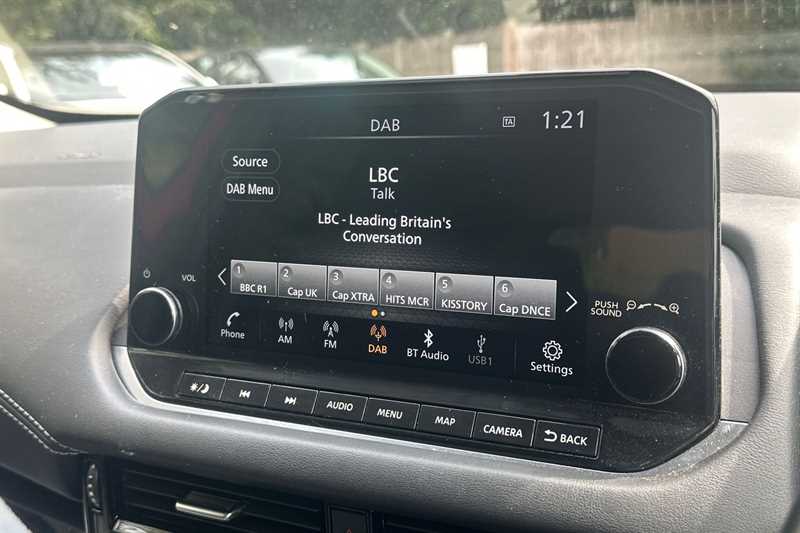 DAB
TA
1:21
Source
DAB Menu
LBC
Talk
LBC - Leading Britain's
Conversation
1
BBC R1
2
Cap UK
3
Cap XTRA
4
HITS MCR
5
KISSTORY
6
Cap DNCE
VOL
PUSH
SOUND
Phone
AM
FM
DAB
BT Audio
USB1
Settings
AUDIO
MENU
MAP
CAMERA
BACK